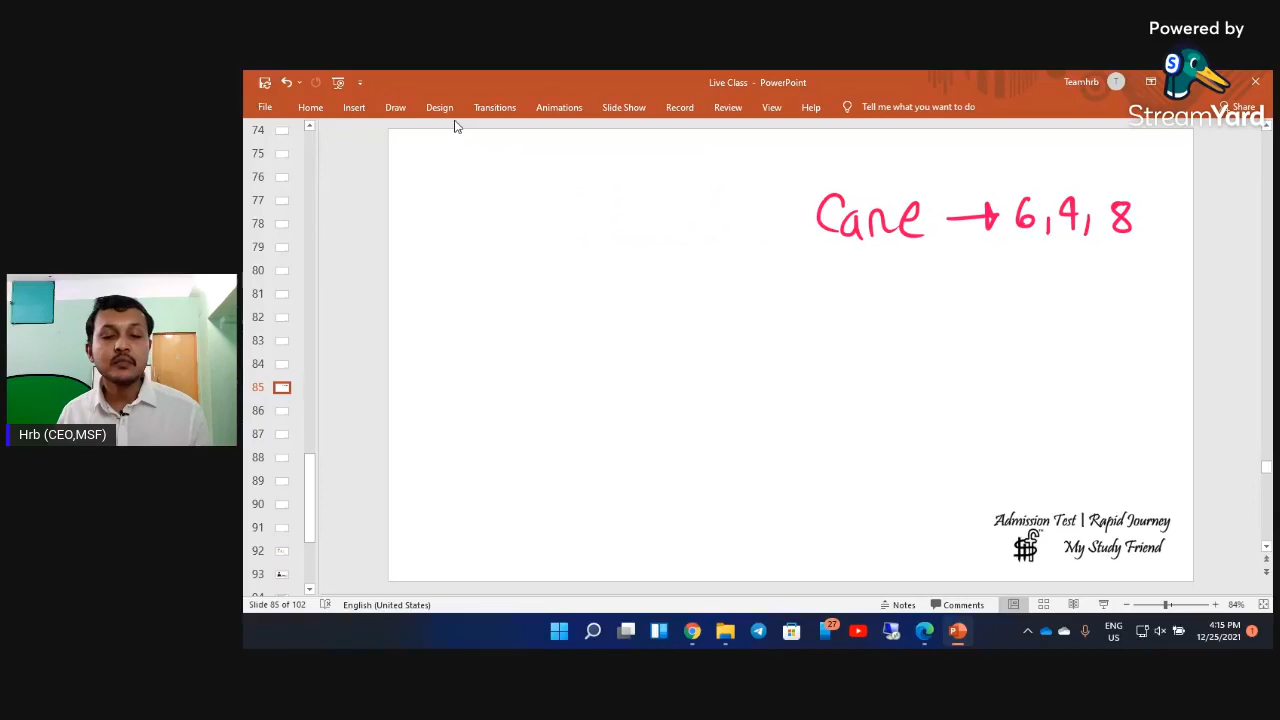 Powered by
StreamYard
Live Class - PowerPoint
Teamhrb
T
File Home Insert Draw Design Transitions Animations Slide Show Record Review View Help Tell me what you want to do
Share
74
75
76
77
78
79
80
81
82
83
84
85
86
87
88
89
90
91
92
93
Cane → 6, 4, 8
Admission Test | Rapid Journey
My Study Friend
Hrb (CEO,MSF)
Slide 85 of 102 English (United States) Notes Comments 84%
27
ENG
US
4:15 PM
12/25/2021
1